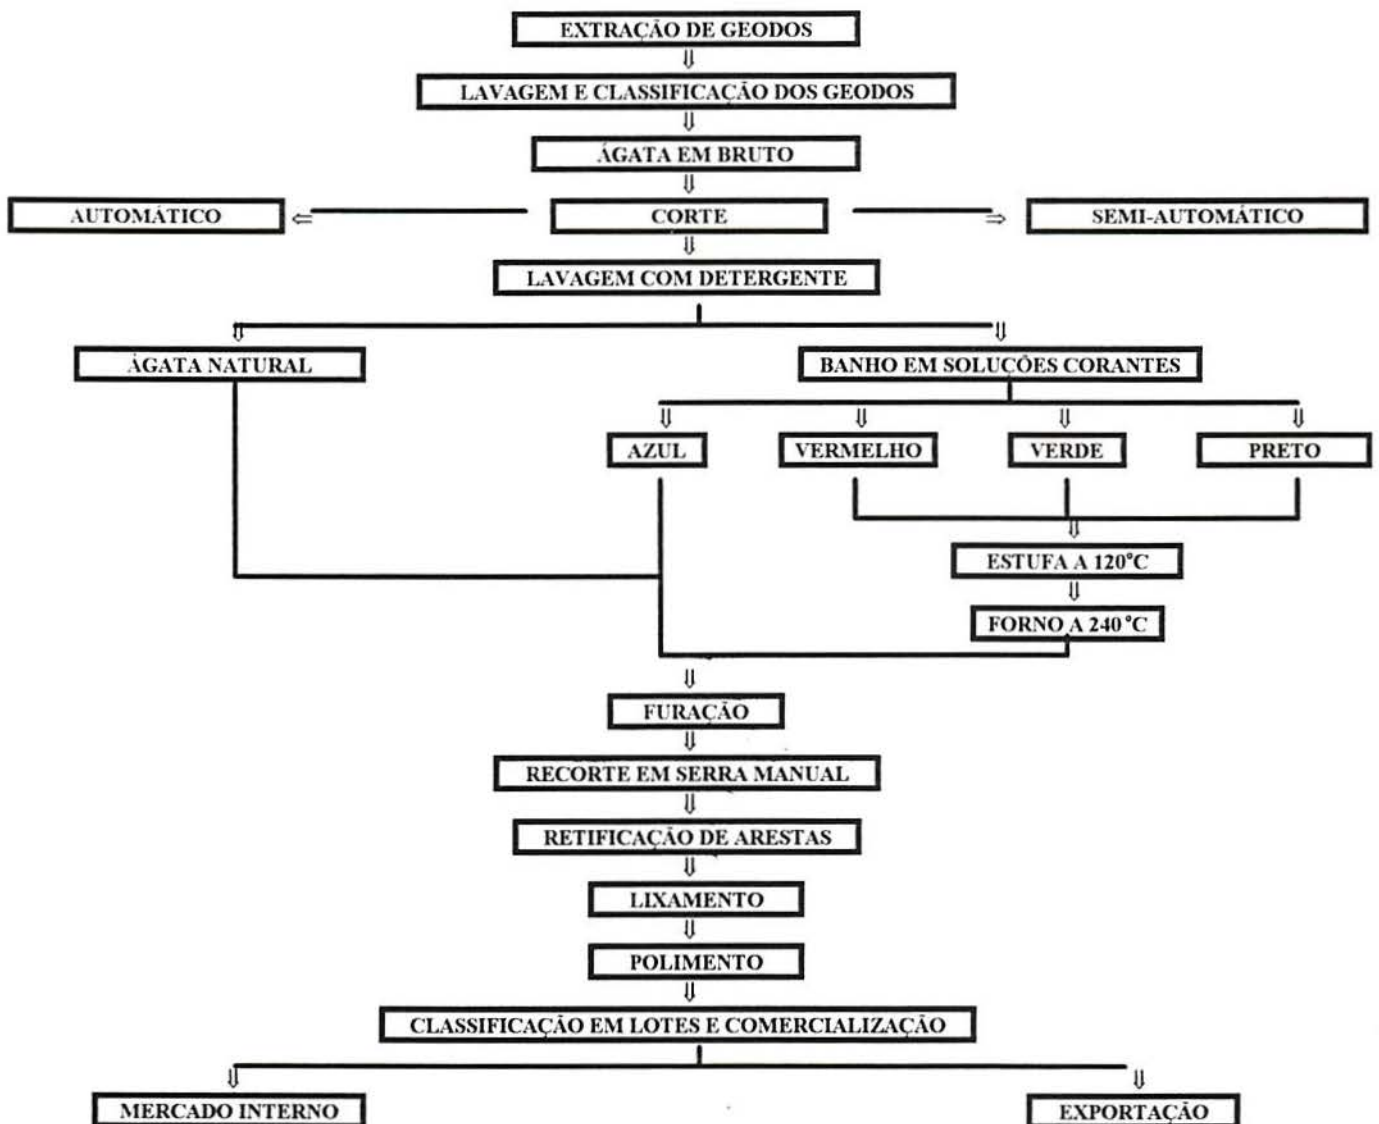 EXTRAÇÃO DE GEODOS
LAVAGEM E CLASSIFICAÇÃO DOS GEODOS
ÁGATA EM BRUTO
AUTOMÁTICO
CORTE
SEMI-AUTOMÁTICO
LAVAGEM COM DETERGENTE
ÁGATA NATURAL
BANHO EM SOLUÇÕES CORANTES
AZUL
VERMELHO
VERDE
PRETO
ESTUFA A 120°C
FORNO A 240°C
FURAÇÃO
RECORTE EM SERRA MANUAL
RETIFICAÇÃO DE ARESTAS
LIXAMENTO
POLIMENTO
CLASSIFICAÇÃO EM LOTES E COMERCIALIZAÇÃO
MERCADO INTERNO
EXPORTAÇÃO